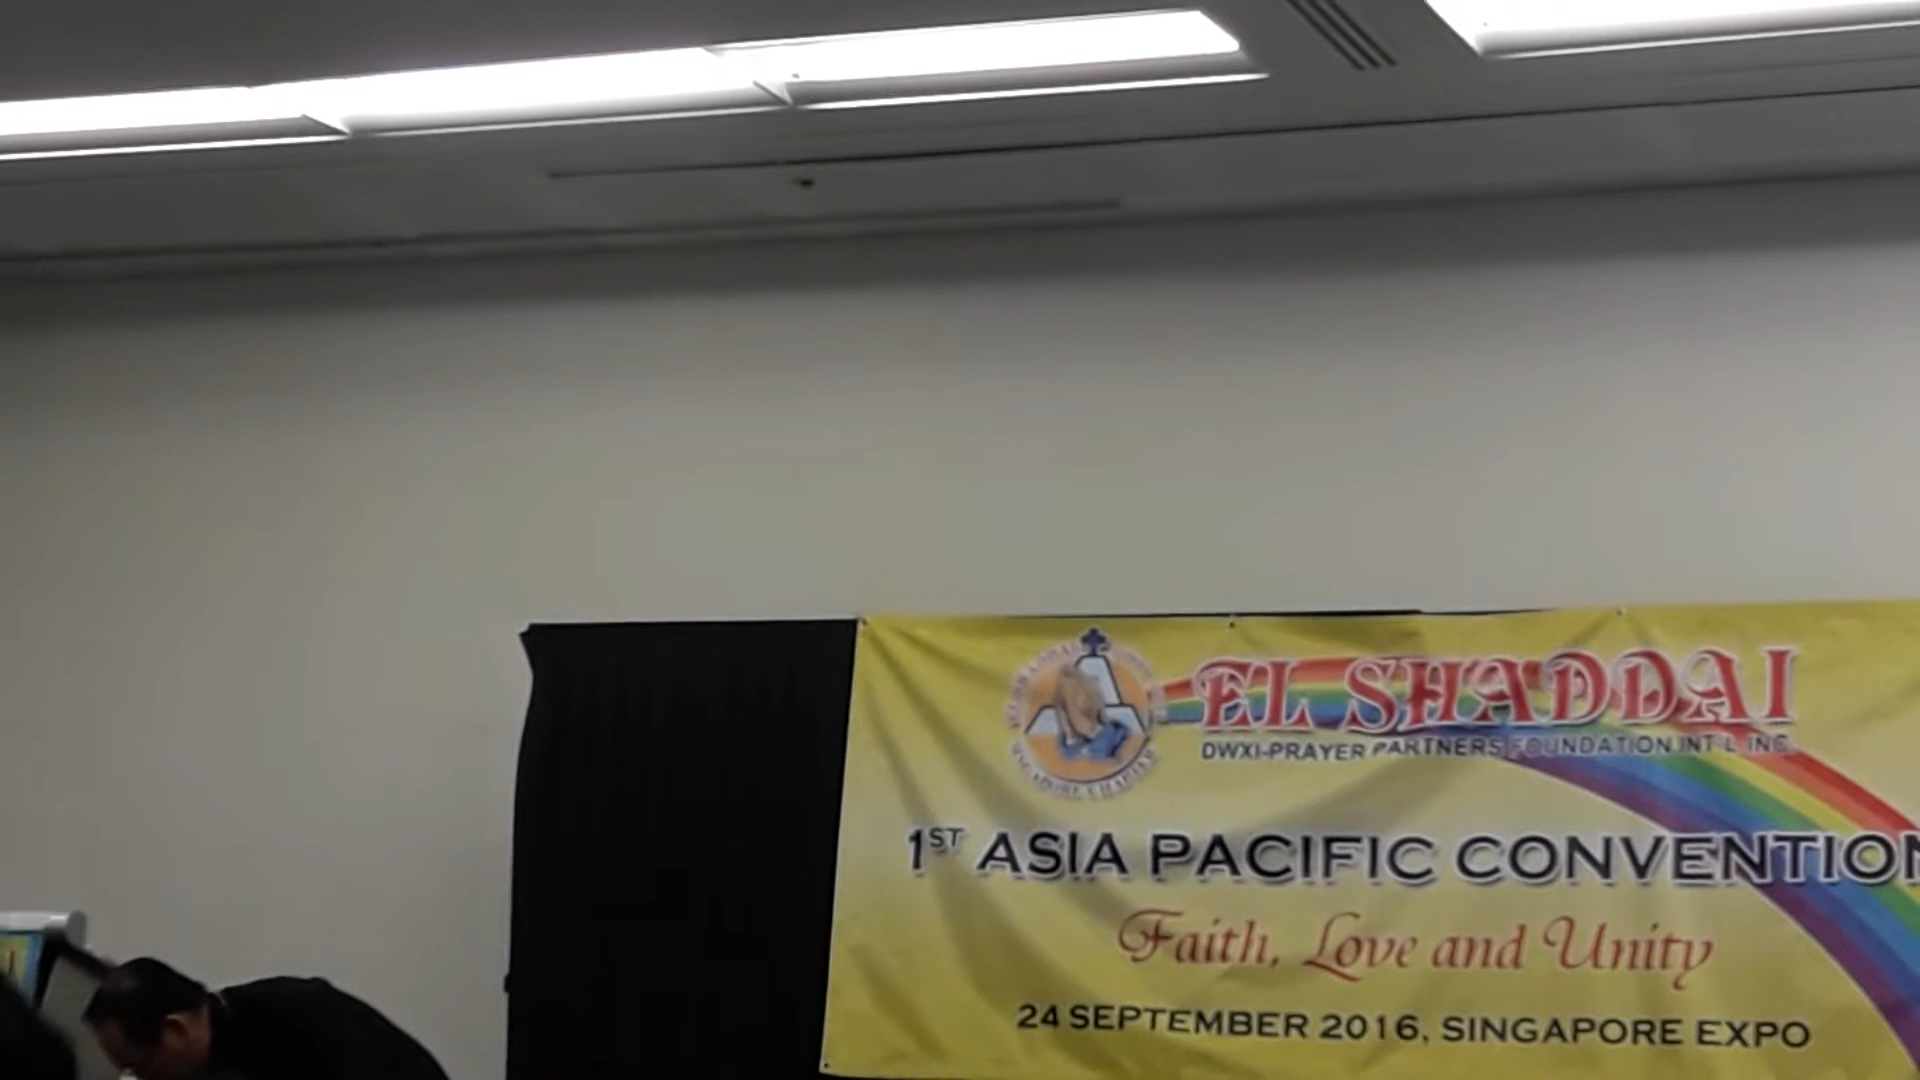 EL SHADDAI
DWXI-PRAYER PARTNERS FOUNDATION INT'L INC.
1ST ASIA PACIFIC CONVENTION
Faith, Love and Unity
24 SEPTEMBER 2016, SINGAPORE EXPO